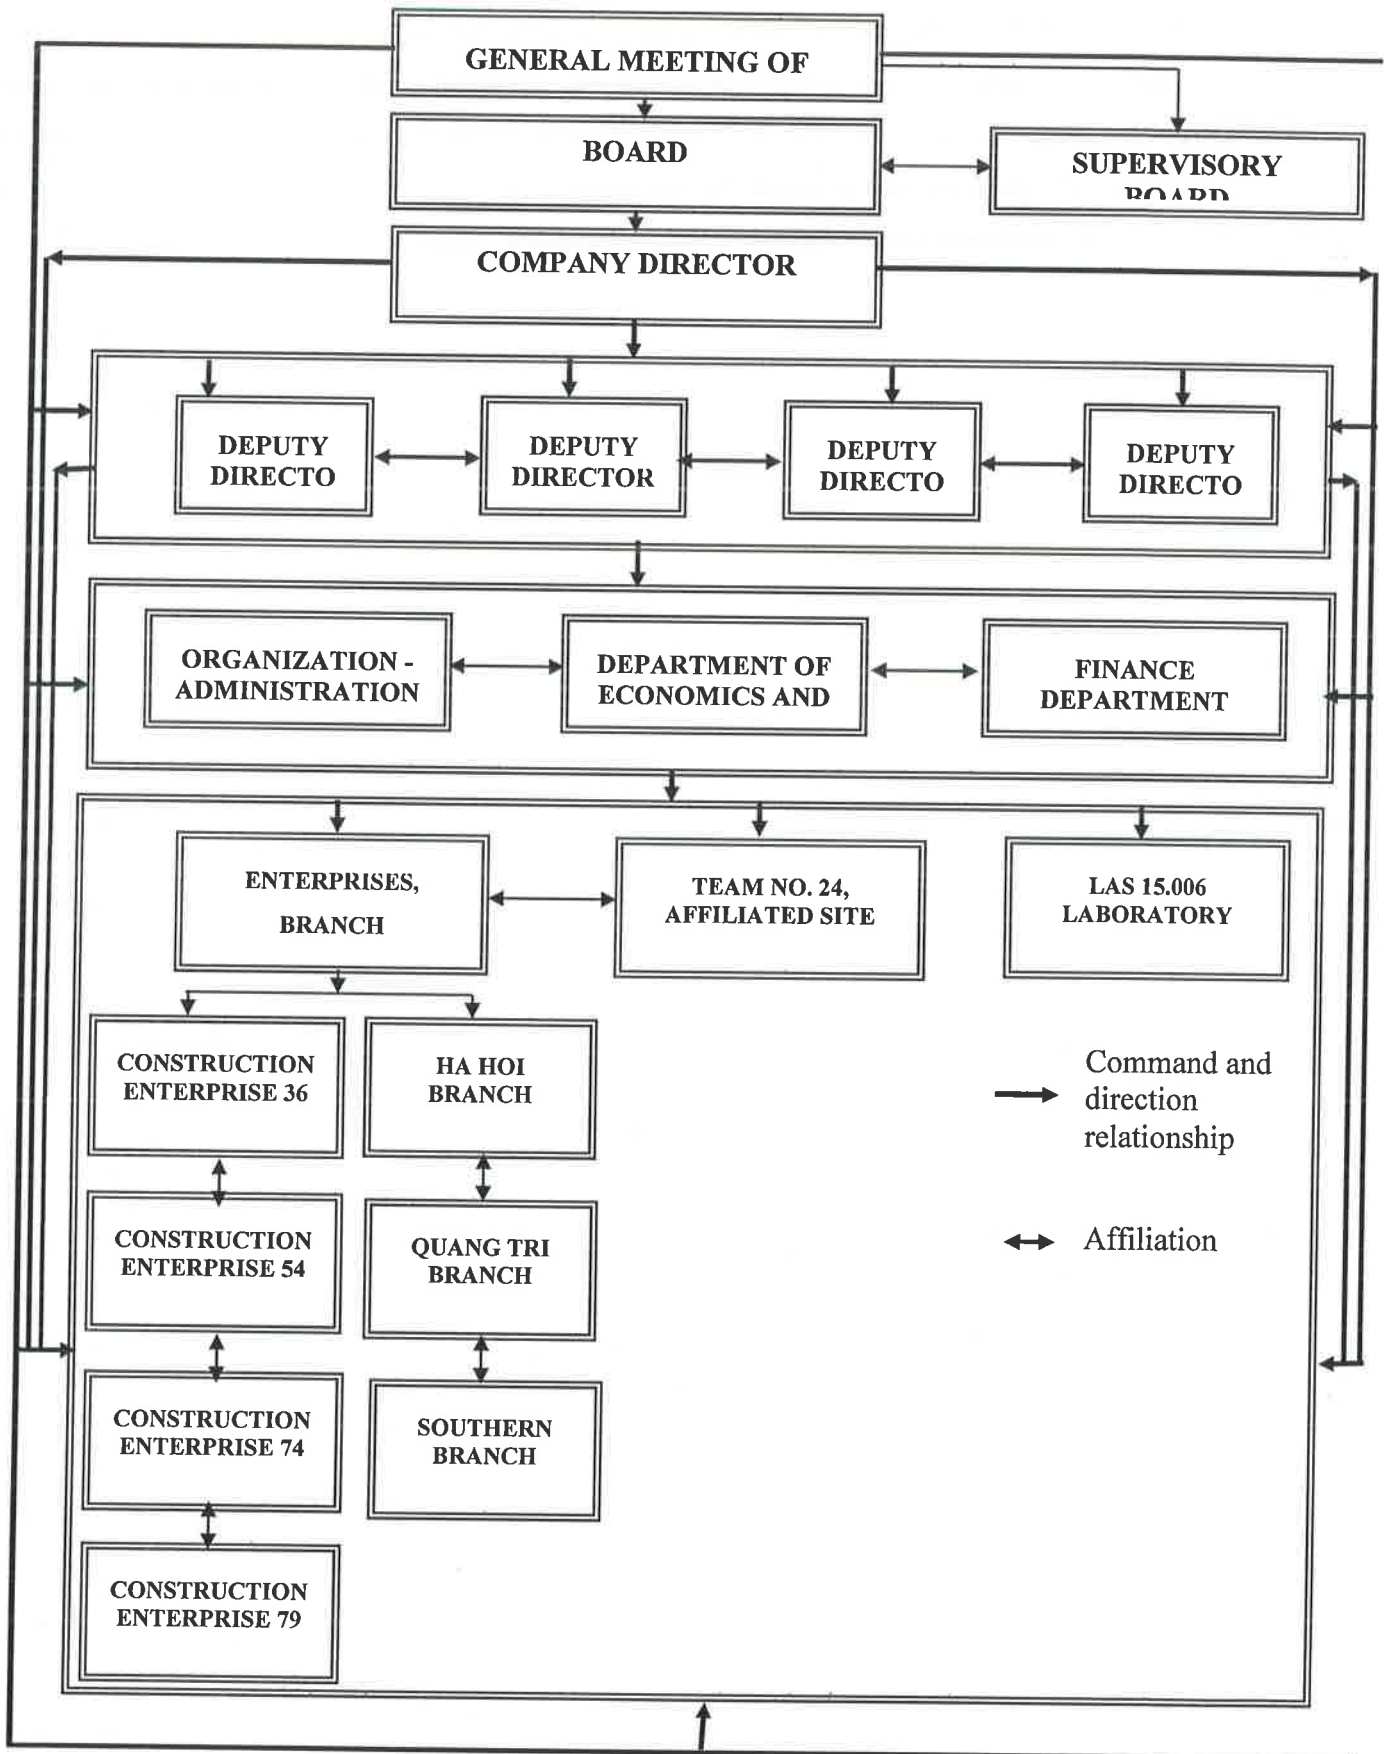 GENERAL MEETING OF
BOARD
SUPERVISORY
BOARD
COMPANY DIRECTOR
DEPUTY
DIRECTO
DEPUTY
DIRECTOR
DEPUTY
DIRECTO
DEPUTY
DIRECTO
ORGANIZATION -
ADMINISTRATION
DEPARTMENT OF
ECONOMICS AND
FINANCE
DEPARTMENT
ENTERPRISES,
BRANCH
TEAM NO. 24,
AFFILIATED SITE
LAS 15.006
LABORATORY
CONSTRUCTION
ENTERPRISE 36
HA HOI
BRANCH
CONSTRUCTION
ENTERPRISE 54
QUANG TRI
BRANCH
CONSTRUCTION
ENTERPRISE 74
SOUTHERN
BRANCH
CONSTRUCTION
ENTERPRISE 79
Command and
direction
relationship
Affiliation